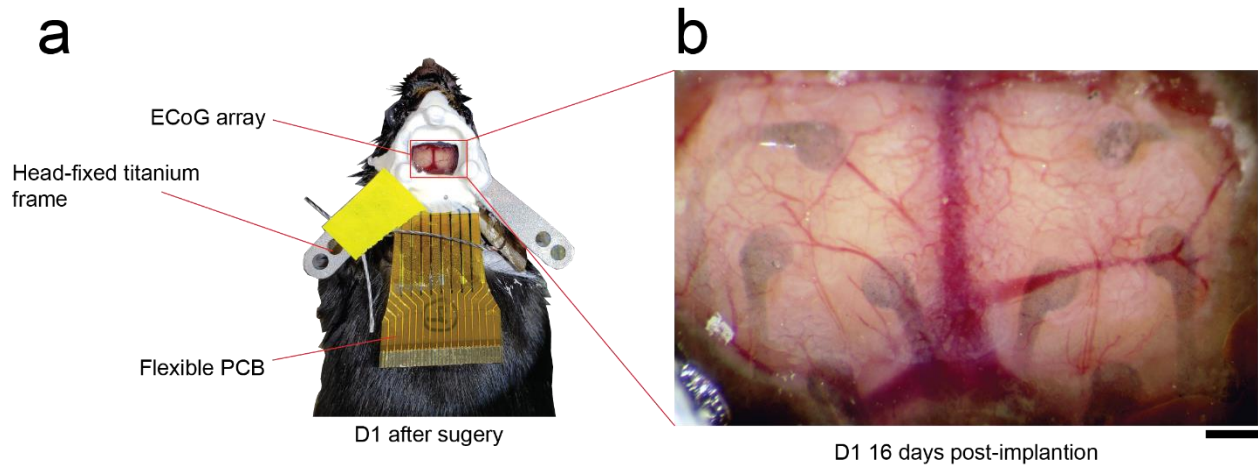 a
b
ECoG array
Head-fixed titanium
frame
Flexible PCB
D1 after sugery
D1 16 days post-implantion